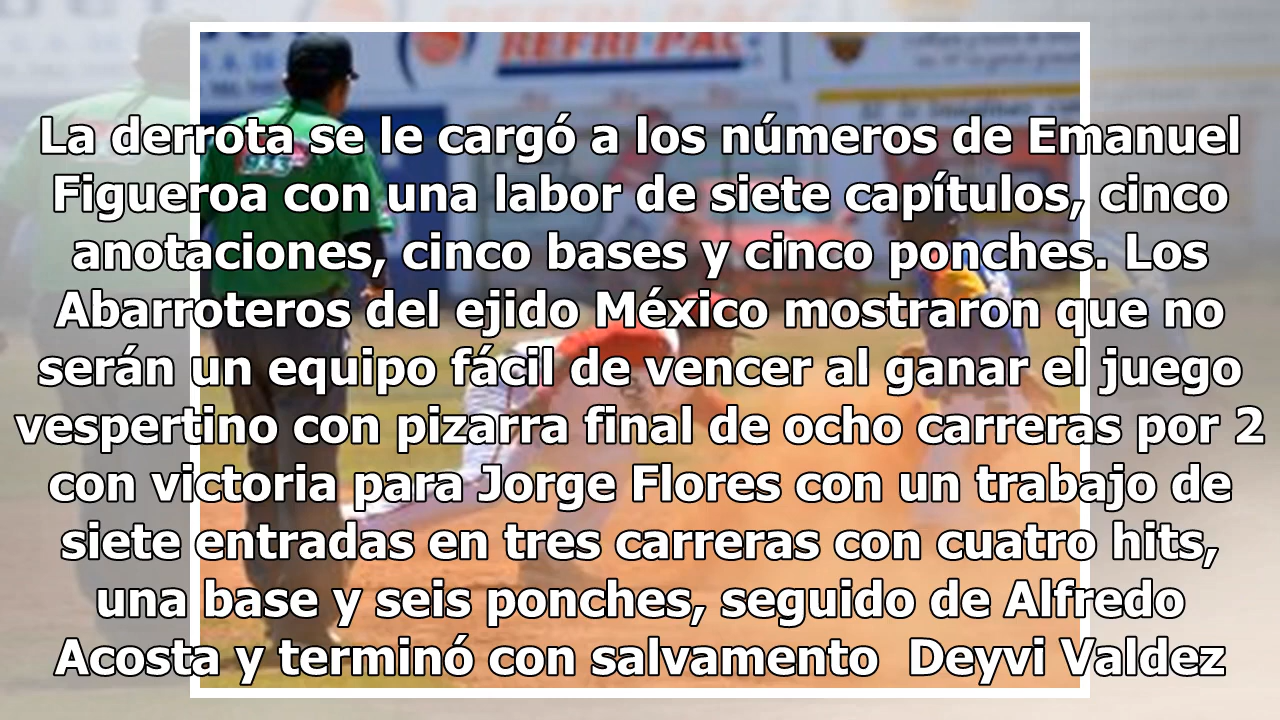 REFRI-PAC
La derrota se le cargó a los números de Emanuel
Figueroa con una labor de siete capítulos, cinco
anotaciones, cinco bases y cinco ponches. Los
Abarroteros del ejido México mostraron que no
serán un equipo fácil de vencer al ganar el juego
vespertino con pizarra final de ocho carreras por 2
con victoria para Jorge Flores con un trabajo de
siete entradas en tres carreras con cuatro hits,
una base y seis ponches, seguido de Alfredo
Acosta y terminó con salvamento  Deyvi Valdez